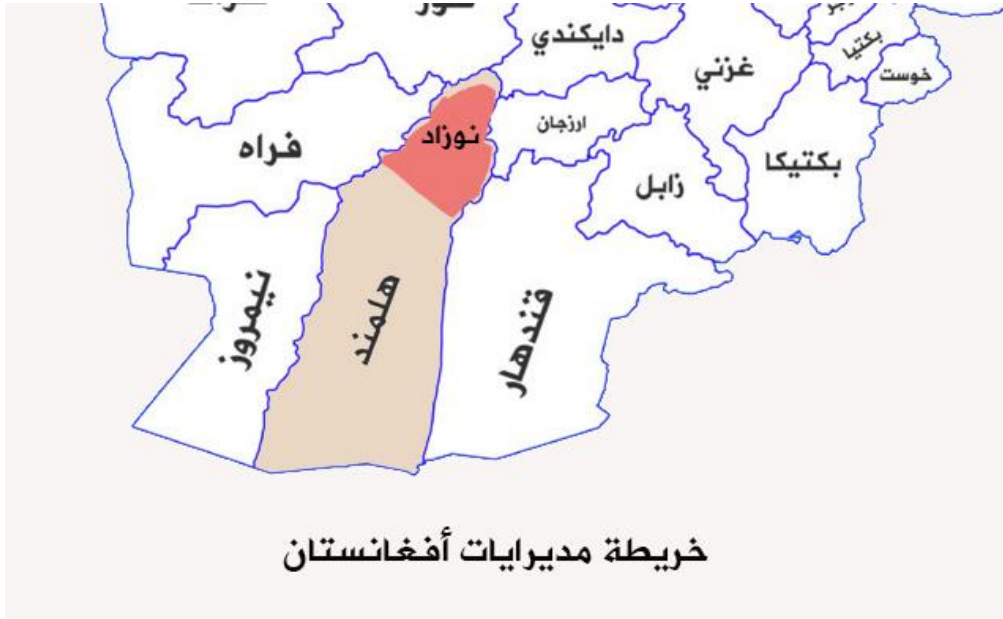 دايكندي
غزني
بكتيا
خوست
ارزجان
نوزاد
فراه
بكتيكا
زابل
هلمند
نيمروز
قندهار
خريطة مديرايات أفغانستان